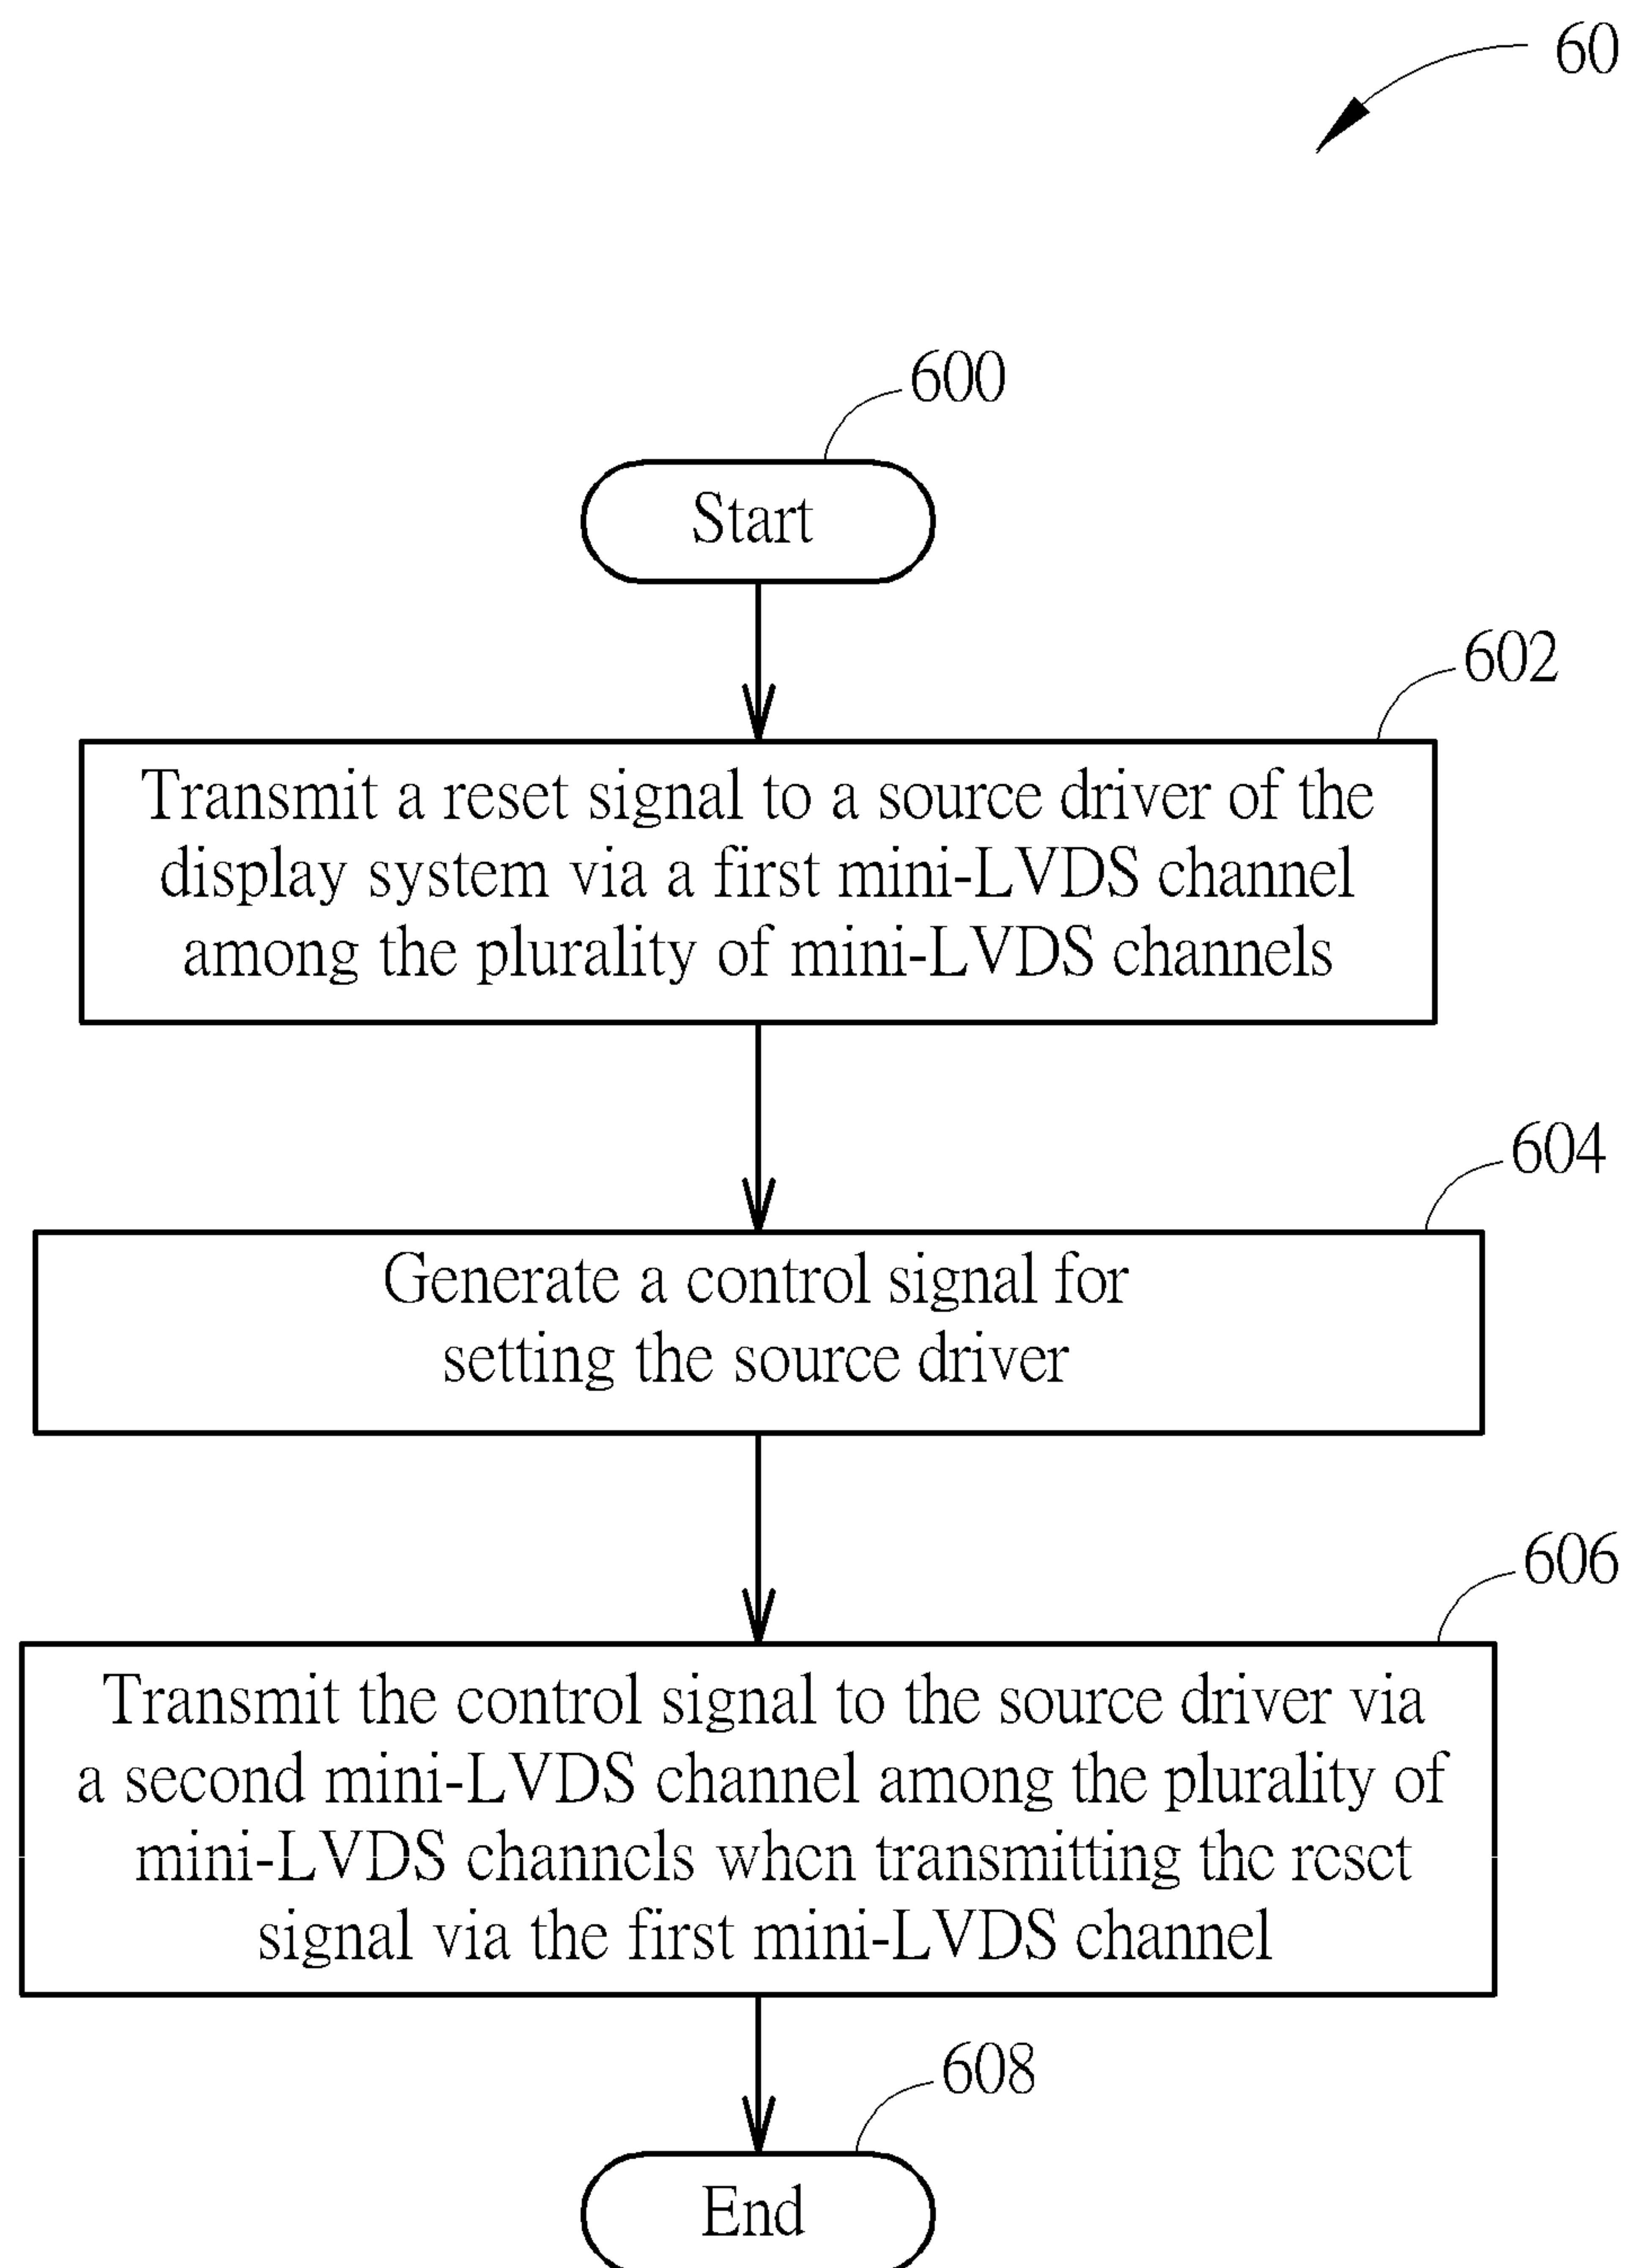 60
600
Start
602
Transmit a reset signal to a source driver of the
display system via a first mini-LVDS channel
among the plurality of mini-LVDS channels
604
Generate a control signal for
setting the source driver
606
Transmit the control signal to the source driver via
a second mini-LVDS channel among the plurality of
mini-LVDS channels when transmitting the reset
signal via the first mini-LVDS channel
608
End